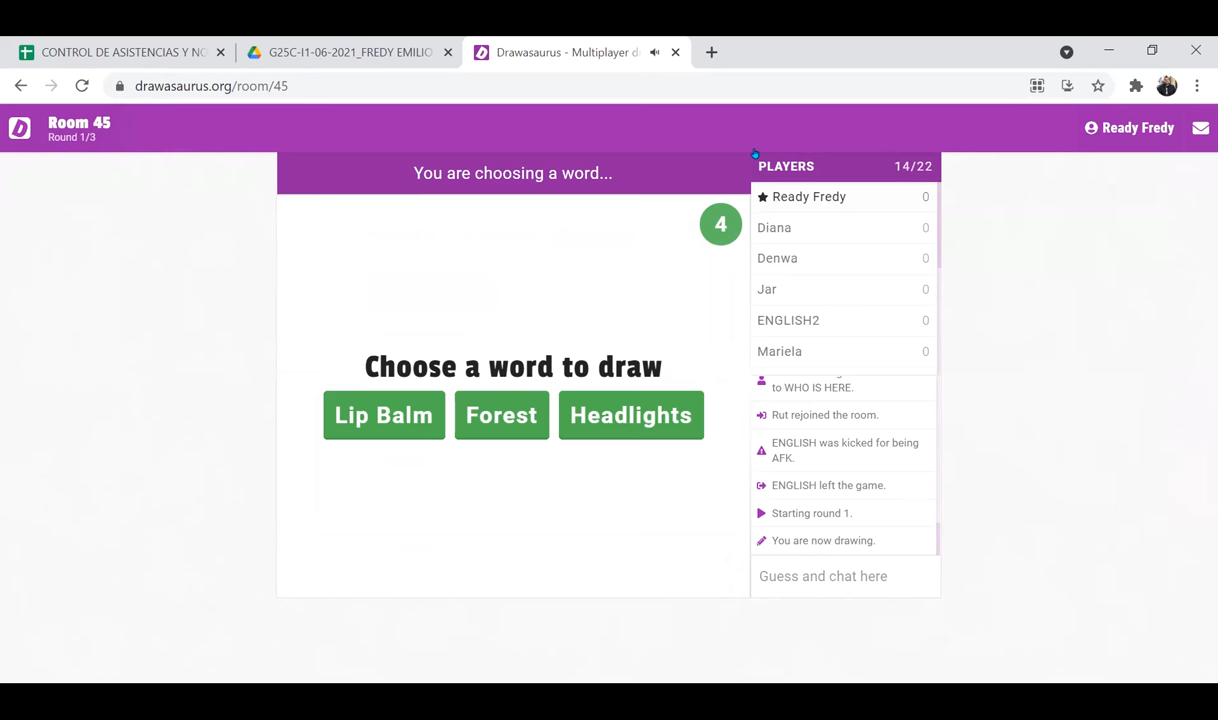 CONTROL DE ASISTENCIAS Y NO
G25C-I1-06-2021_FREDY EMILIO
Drawasaurus - Multiplayer d
drawasaurus.org/room/45
Room 45
Round 1/3
Ready Fredy
You are choosing a word...
4
Choose a word to draw
Lip Balm
Forest
Headlights
PLAYERS 14/22
Ready Fredy 0
Diana 0
Denwa 0
Jar 0
ENGLISH2 0
Mariela 0
to WHO IS HERE.
Rut rejoined the room.
ENGLISH was kicked for being
AFK.
ENGLISH left the game.
Starting round 1.
You are now drawing.
Guess and chat here